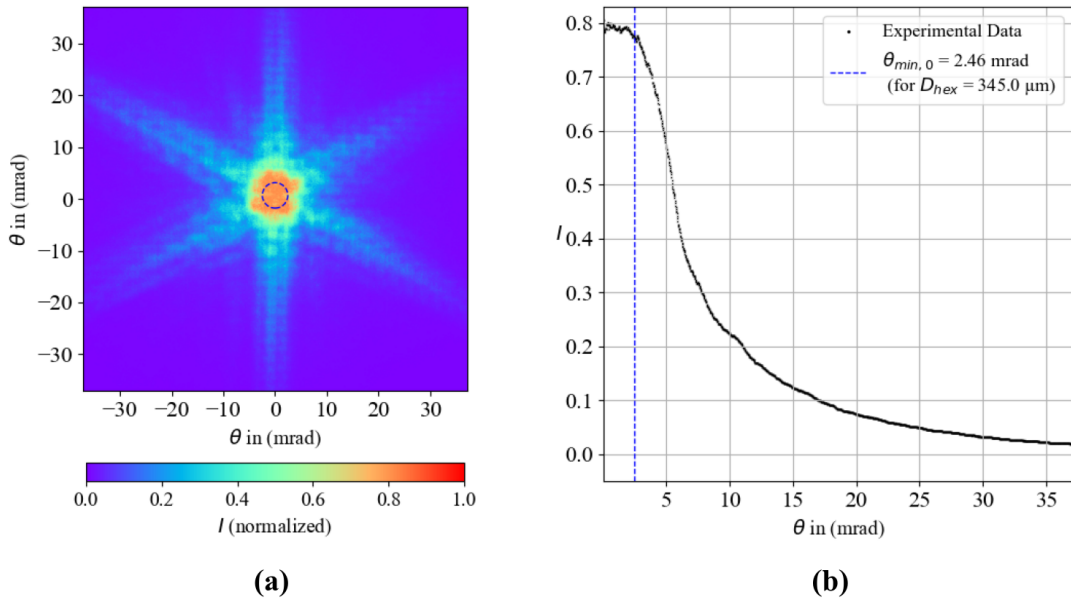 30
20
10
0
−10
−20
−30
θ in (mrad)
−30 −20 −10 0 10 20 30
θ in (mrad)
0.0 0.2 0.4 0.6 0.8 1.0
I (normalized)
(a)
0.8
0.7
0.6
0.5
0.4
0.3
0.2
0.1
0.0
I
Experimental Data
θmin, 0 = 2.46 mrad
(for Dhex = 345.0 μm)
5 10 15 20 25 30 35
θ in (mrad)
(b)